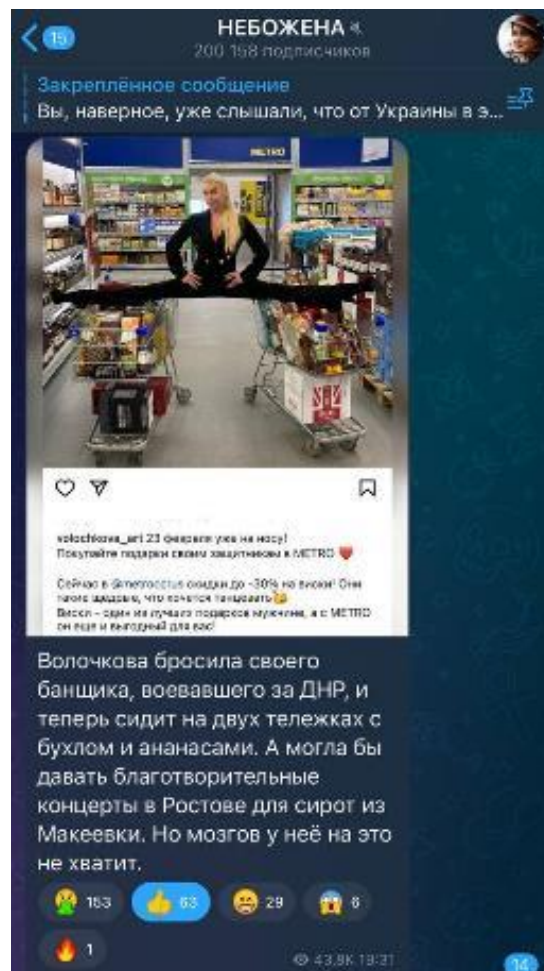 15
НЕБОЖЕНА
200 158 подписчиков
Закреплённое сообщение
Вы, наверное, уже слышали, что от Украины в э...
METRO
volochkova_art 23 февраля уже на носу!
Покупайте подарки своим защитникам в METRO ❤️
Сейчас в @metroccrus скидки до -30% на виски! Они
такие щедрые, что хочется танцевать
Виски - один из лучших подарков мужчине, а с METRO
он еще и выгодный для вас!
Волочкова бросила своего
банщика, воевавшего за ДНР, и
теперь сидит на двух тележках с
бухлом и ананасами. А могла бы
давать благотворительные
концерты в Ростове для сирот из
Макеевки. Но мозгов у неё на это
не хватит.
🤮 153 👍 63 😁 29 😱 6
🔥 1
43,8K 19:31
14